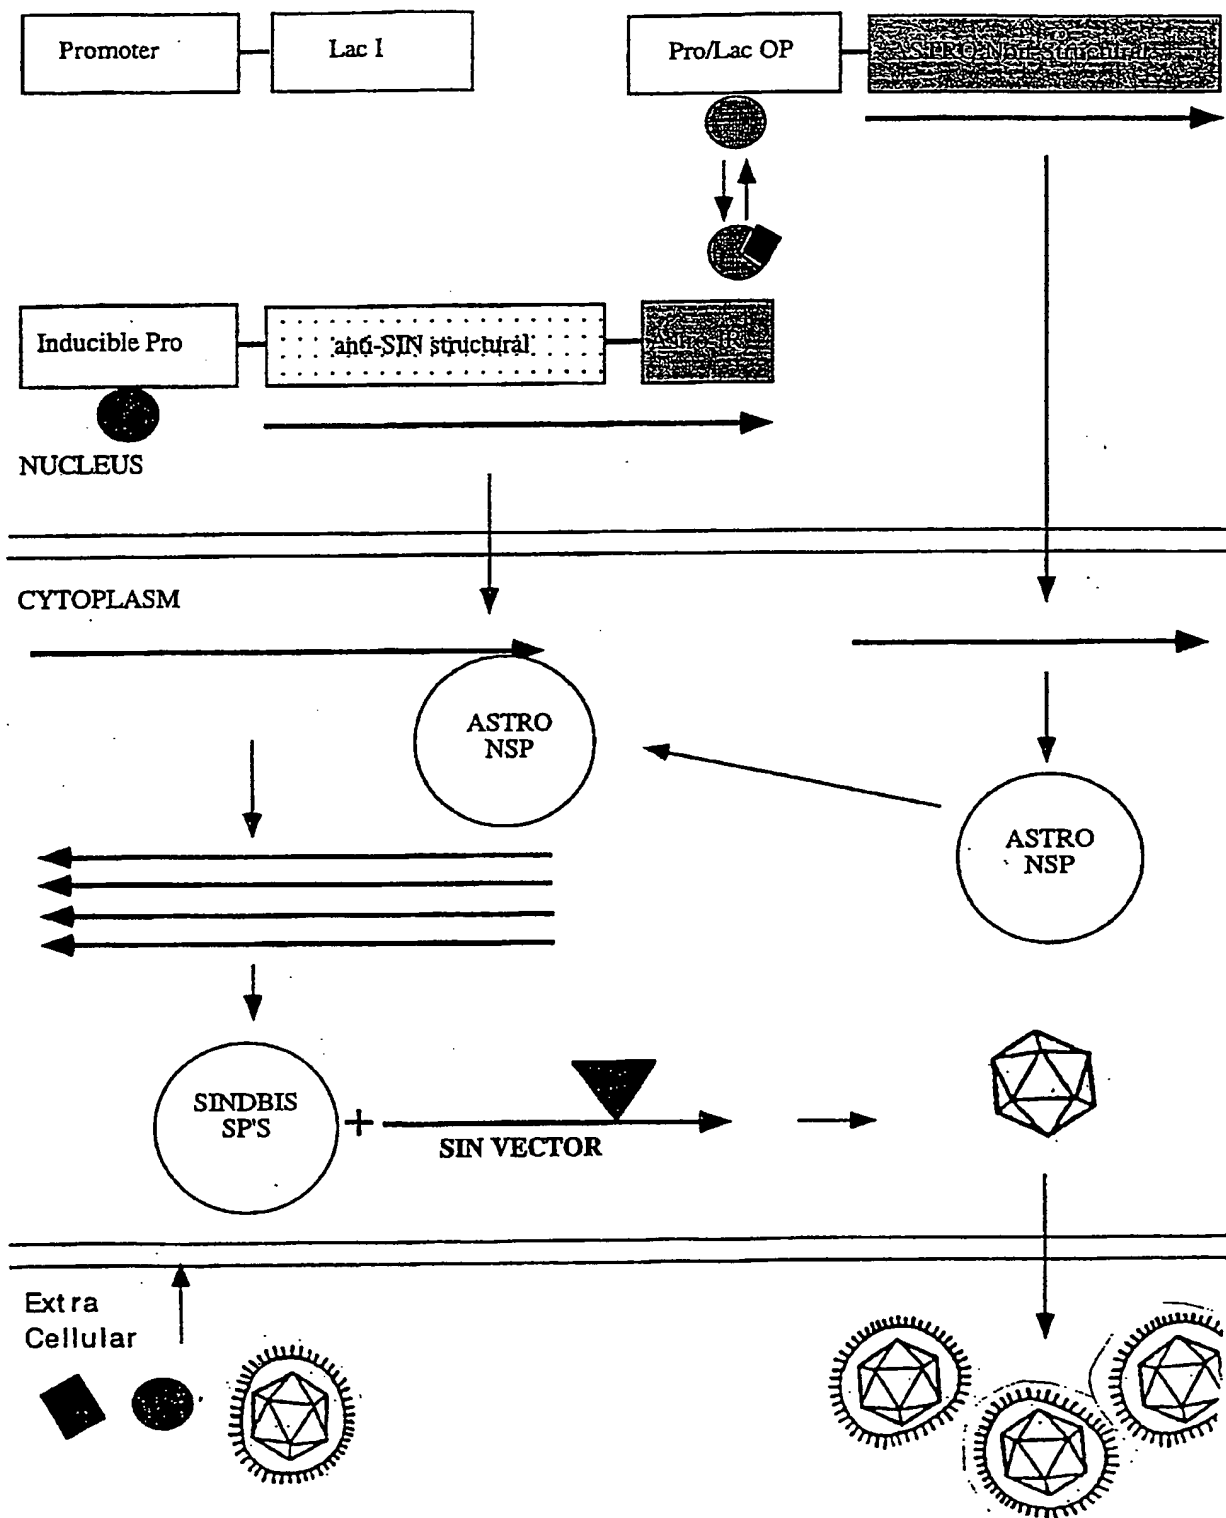 Promoter
Lac I
Pro/Lac OP
Inducible Pro
anti-SIN structural
NUCLEUS
CYTOPLASM
ASTRO
NSP
ASTRO
NSP
SINDBIS
SP'S
+
SIN VECTOR
Extra
Cellular